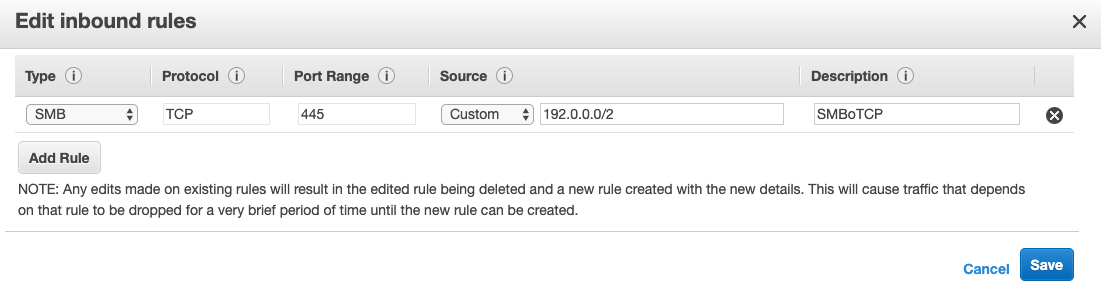 Edit inbound rules
Type Protocol Port Range Source Description
SMB TCP 445 Custom 192.0.0.0/2 SMBoTCP
Add Rule
NOTE: Any edits made on existing rules will result in the edited rule being deleted and a new rule created with the new details. This will cause traffic that depends
on that rule to be dropped for a very brief period of time until the new rule can be created.
Cancel Save